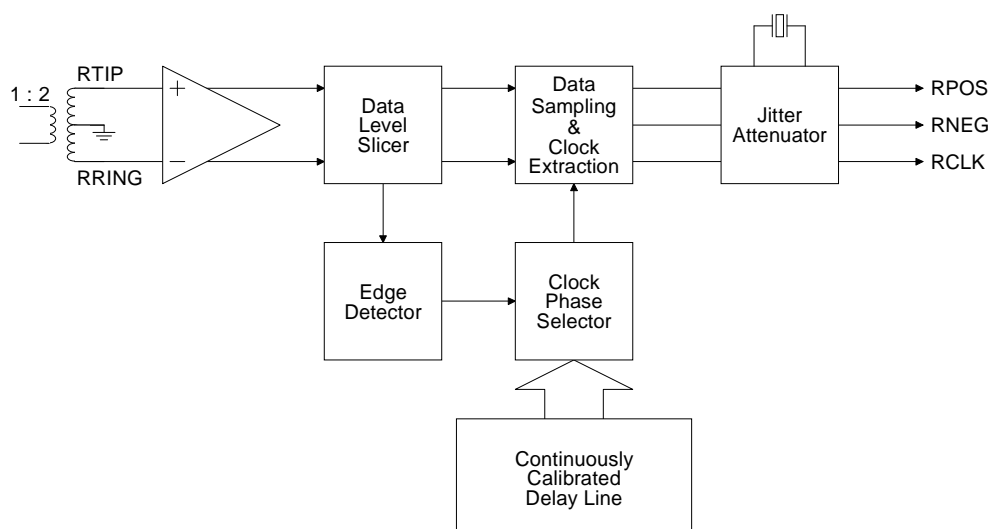 RTIP
1 : 2
+
−
RRING
Data
Level
Slicer
Data
Sampling
&
Clock
Extraction
Jitter
Attenuator
RPOS
RNEG
RCLK
Edge
Detector
Clock
Phase
Selector
Continuously
Calibrated
Delay Line